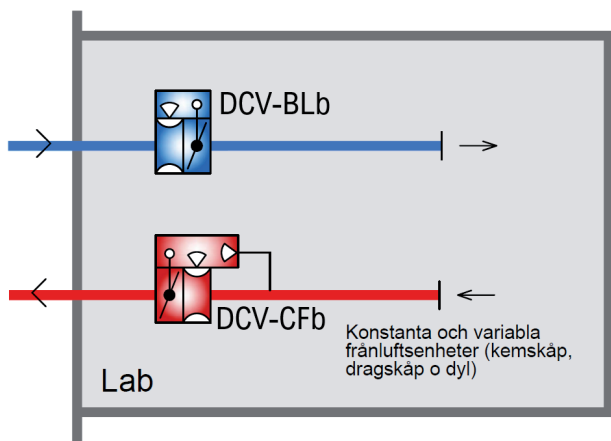 DCV-BLb
DCV-CFb
Konstanta och variabla
frånluftsenheter (kemskåp,
dragskåp o dyl)
Lab